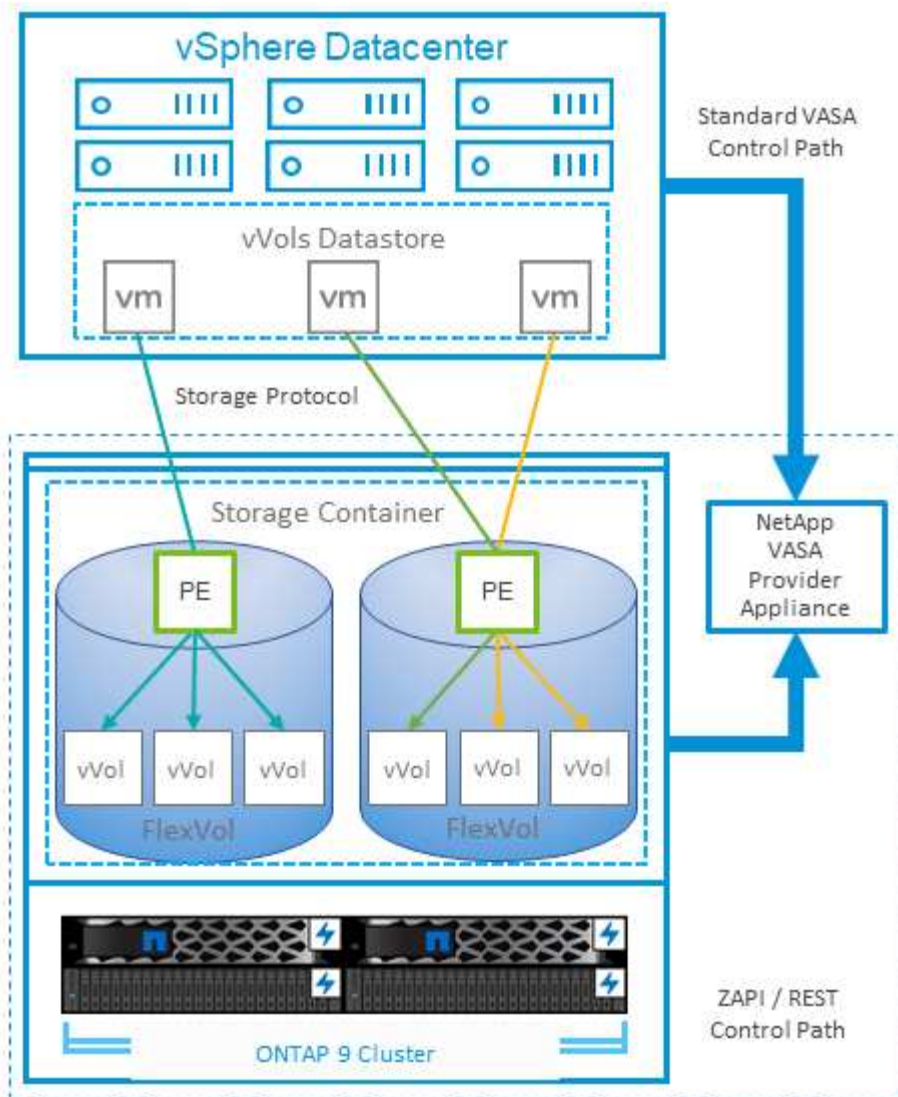 vSphere Datacenter
Standard VASA
Control Path
vVols Datastore
vm
vm
vm
Storage Protocol
Storage Container
NetApp
VASA
Provider
Appliance
PE
PE
vVol
vVol
vVol
vVol
vVol
vVol
FlexVol
FlexVol
ZAPI / REST
Control Path
ONTAP 9 Cluster